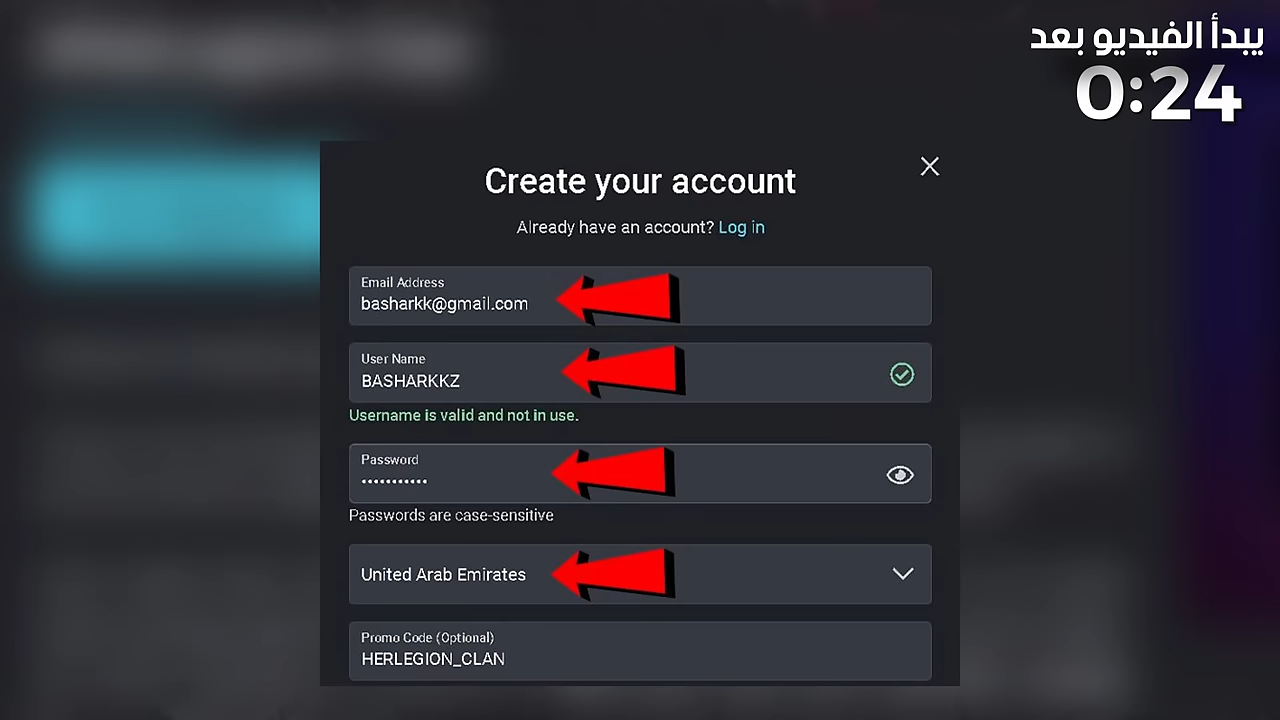 يبدأ الفيديو بعد
0:24
Create your account
Already have an account? Log in
Email Address
basharkk@gmail.com
User Name
BASHARKKZ
Username is valid and not in use.
Password
•••••••••••
Passwords are case-sensitive
United Arab Emirates
Promo Code (Optional)
HERLEGION_CLAN